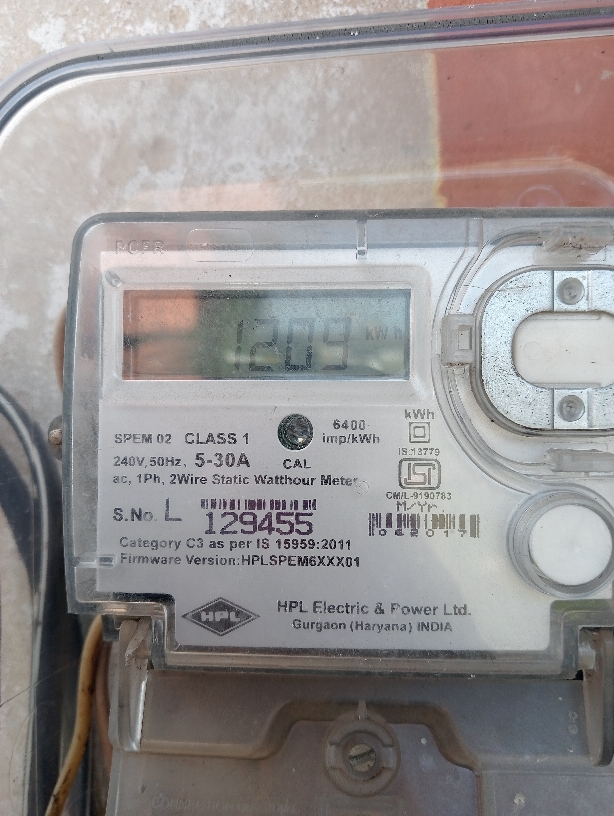 1209 kWh
SPEM 02 CLASS 1
6400 imp/kWh
kWh
240V,50Hz, 5-30A
CAL
IS:13779
ac, 1Ph, 2Wire Static Watthour Meter
ISI
CM/L-9190783
S.No. L 129455
M/Yr
042017
Category C3 as per IS 15959:2011
Firmware Version:HPLSPEM6XXX01
HPL
HPL Electric & Power Ltd.
Gurgaon (Haryana) INDIA